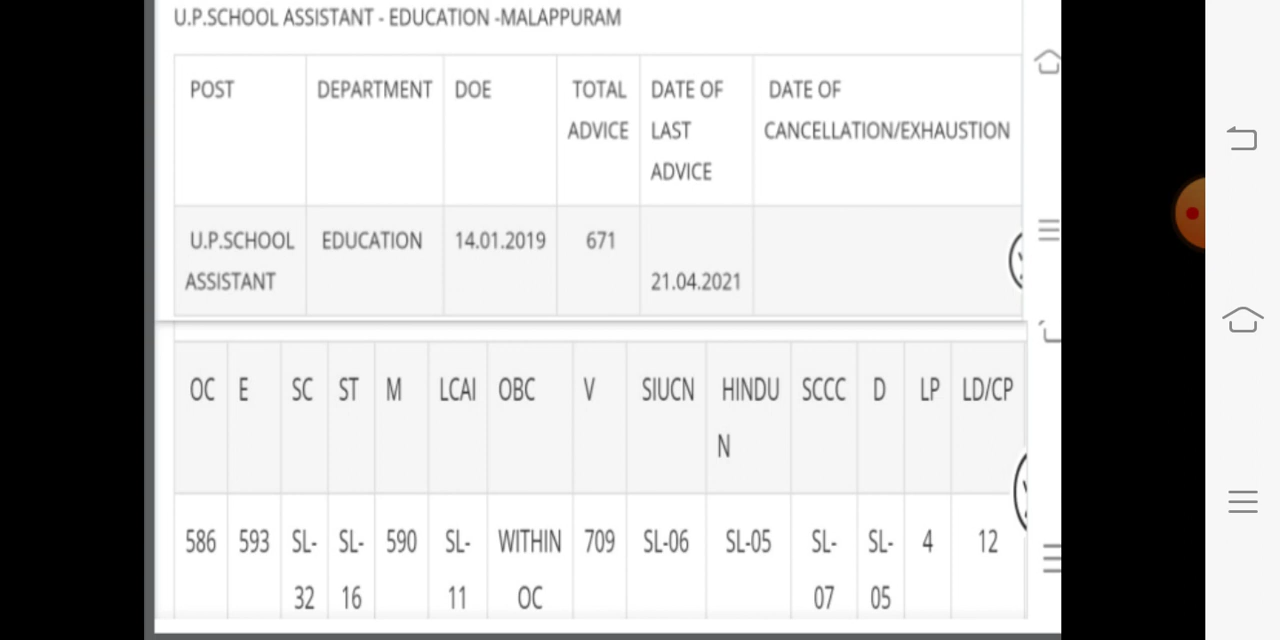 U.P.SCHOOL ASSISTANT - EDUCATION -MALAPPURAM
POST DEPARTMENT DOE TOTAL ADVICE DATE OF LAST ADVICE DATE OF CANCELLATION/EXHAUSTION
U.P.SCHOOL ASSISTANT EDUCATION 14.01.2019 671 21.04.2021
OC E SC ST M LCAI OBC V SIUCN HINDU N SCCC D LP LD/CP
586 593 SL-32 SL-16 590 SL-11 WITHIN OC 709 SL-06 SL-05 SL-07 SL-05 4 12